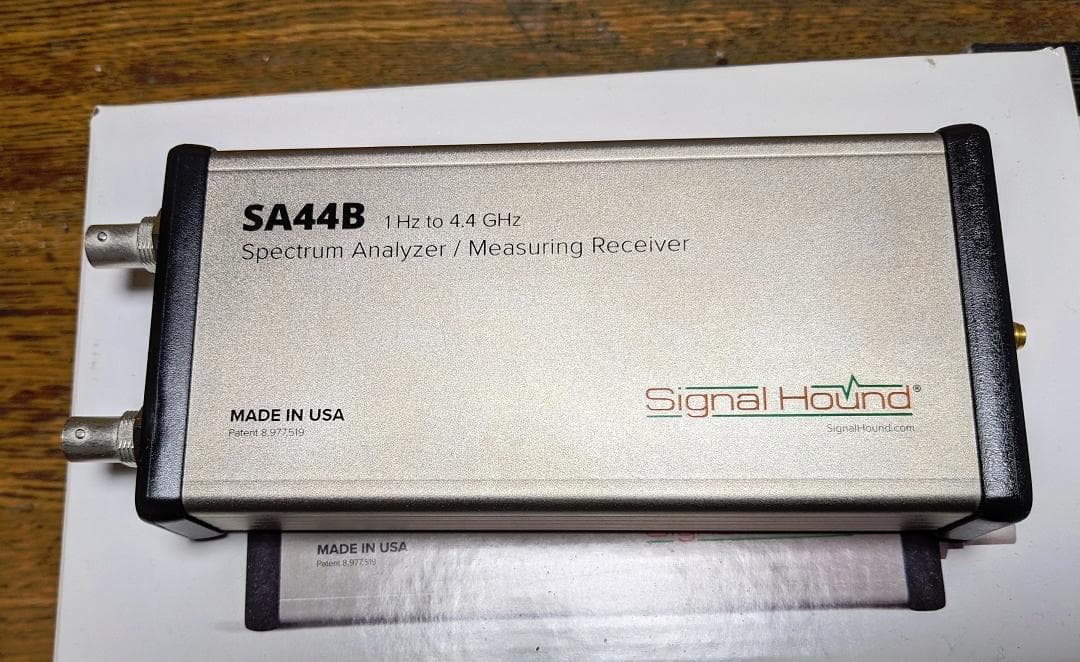 SA44B 1 Hz to 4.4 GHz
Spectrum Analyzer / Measuring Receiver
MADE IN USA
Patent 8,977,519
Signal Hound®
SignalHound.com
MADE IN USA
Patent 8,977,519